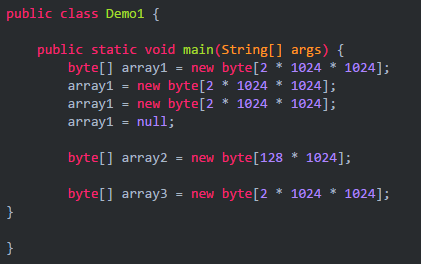 public class Demo1 {
public static void main(String[] args) {
byte[] array1 = new byte[2 * 1024 * 1024];
array1 = new byte[2 * 1024 * 1024];
array1 = new byte[2 * 1024 * 1024];
array1 = null;
byte[] array2 = new byte[128 * 1024];
byte[] array3 = new byte[2 * 1024 * 1024];
}
}